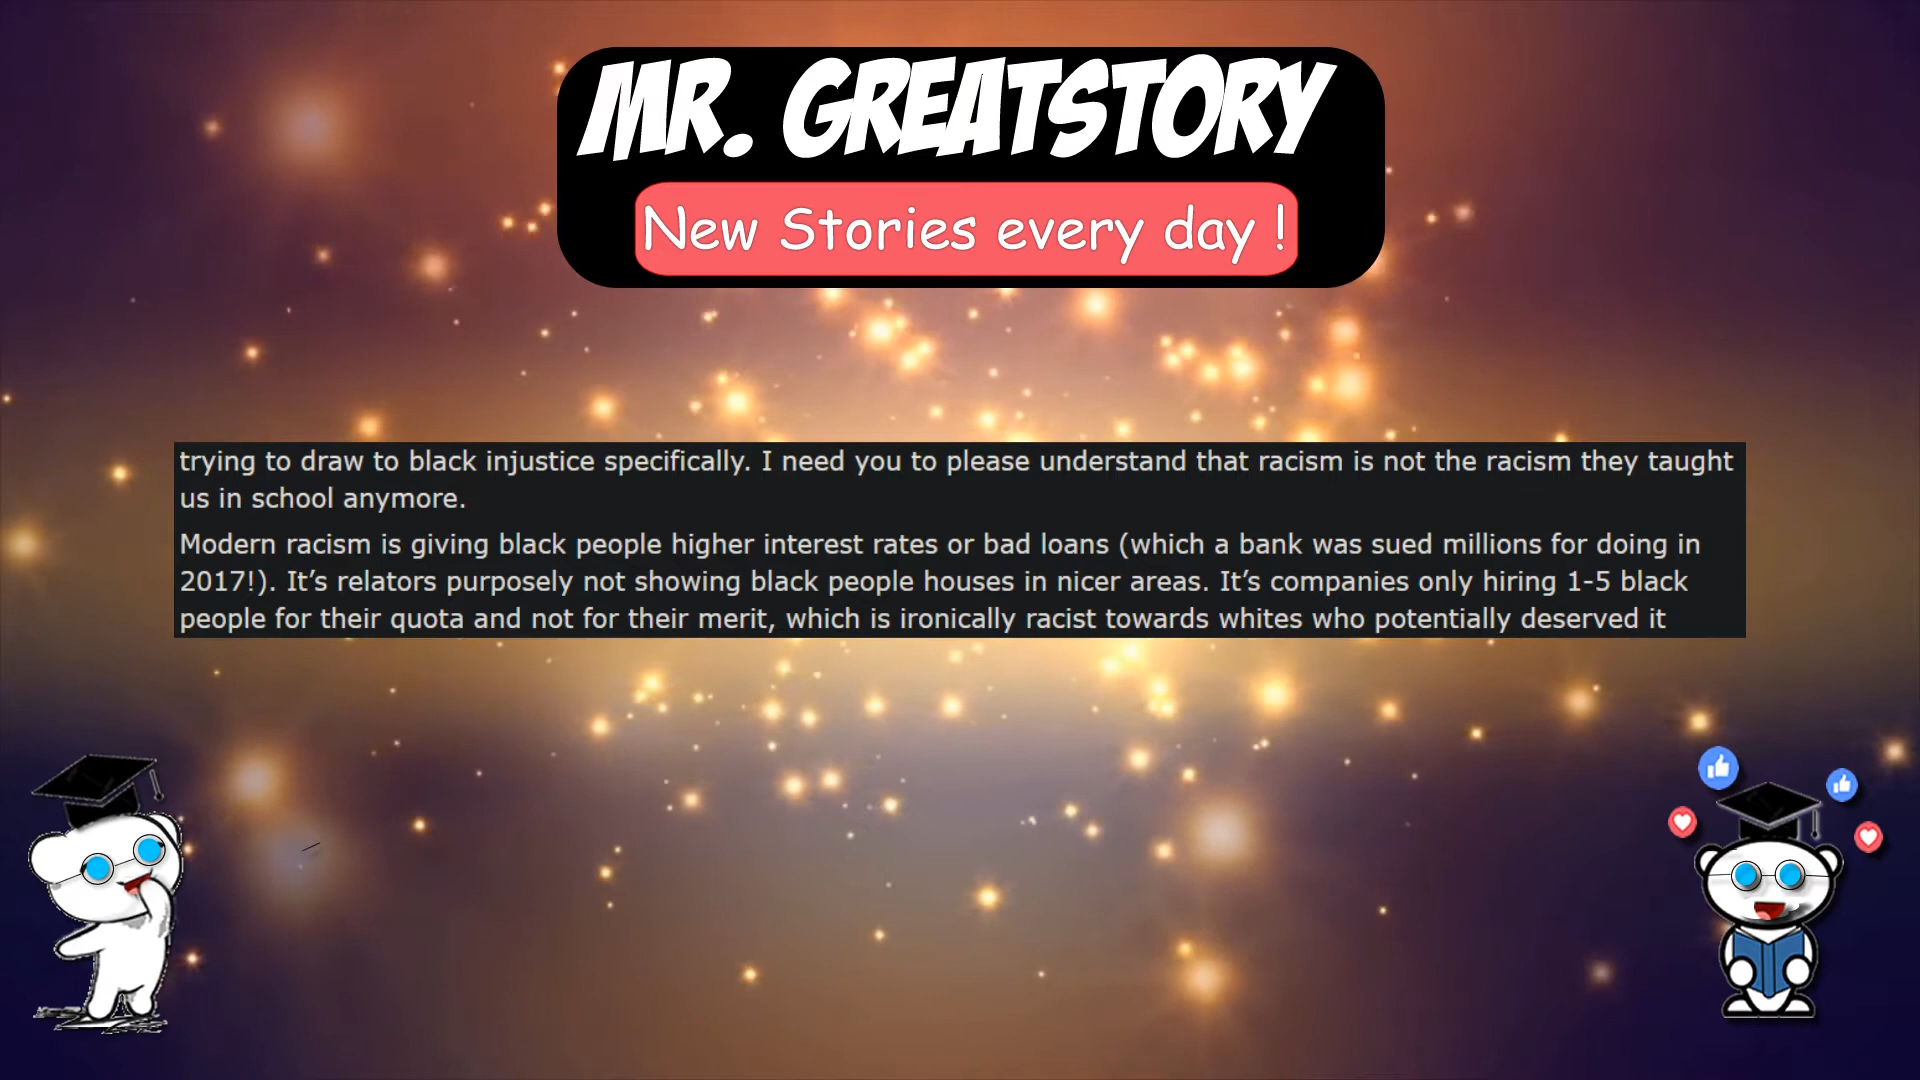 MR. GREATSTORY
New Stories every day !
trying to draw to black injustice specifically. I need you to please understand that racism is not the racism they taught
us in school anymore.
Modern racism is giving black people higher interest rates or bad loans (which a bank was sued millions for doing in
2017!). It’s relators purposely not showing black people houses in nicer areas. It’s companies only hiring 1-5 black
people for their quota and not for their merit, which is ironically racist towards whites who potentially deserved it